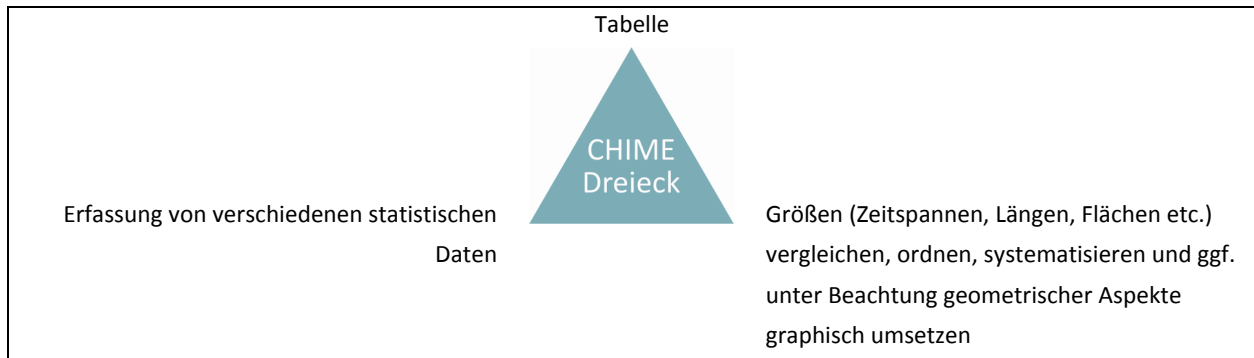 Tabelle
CHIME
Dreieck
Erfassung von verschiedenen statistischen
Daten
Größen (Zeitspannen, Längen, Flächen etc.)
vergleichen, ordnen, systematisieren und ggf.
unter Beachtung geometrischer Aspekte
graphisch umsetzen